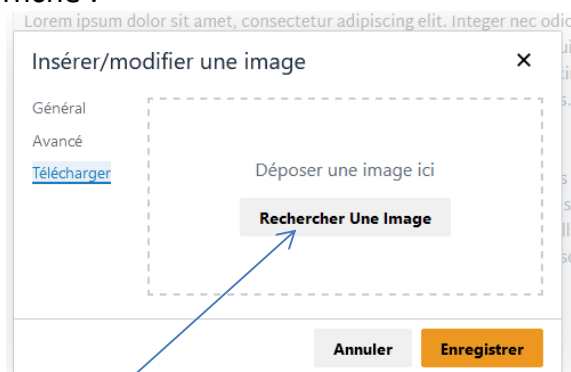 Lorem ipsum dolor sit amet, consectetur adipiscing elit. Integer nec odio
Insérer/modifier une image
Général
Avancé
Télécharger
Déposer une image ici
Rechercher Une Image
Annuler
Enregistrer